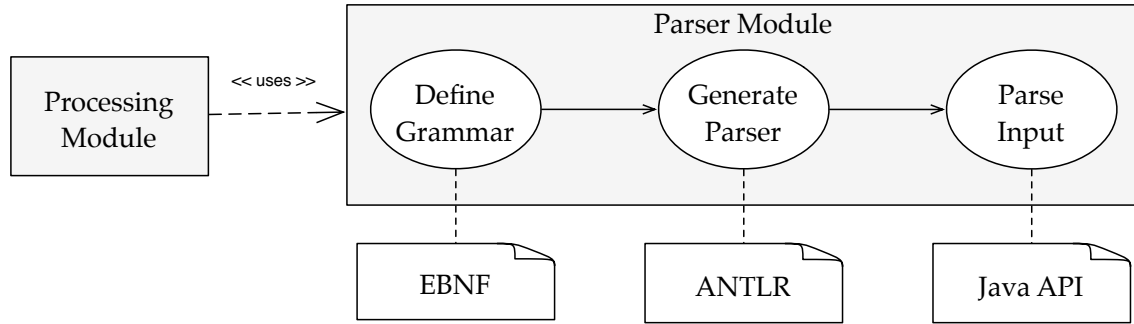 Parser Module
<< uses >>
Processing
Module
Define
Grammar
Generate
Parser
Parse
Input
EBNF
ANTLR
Java API